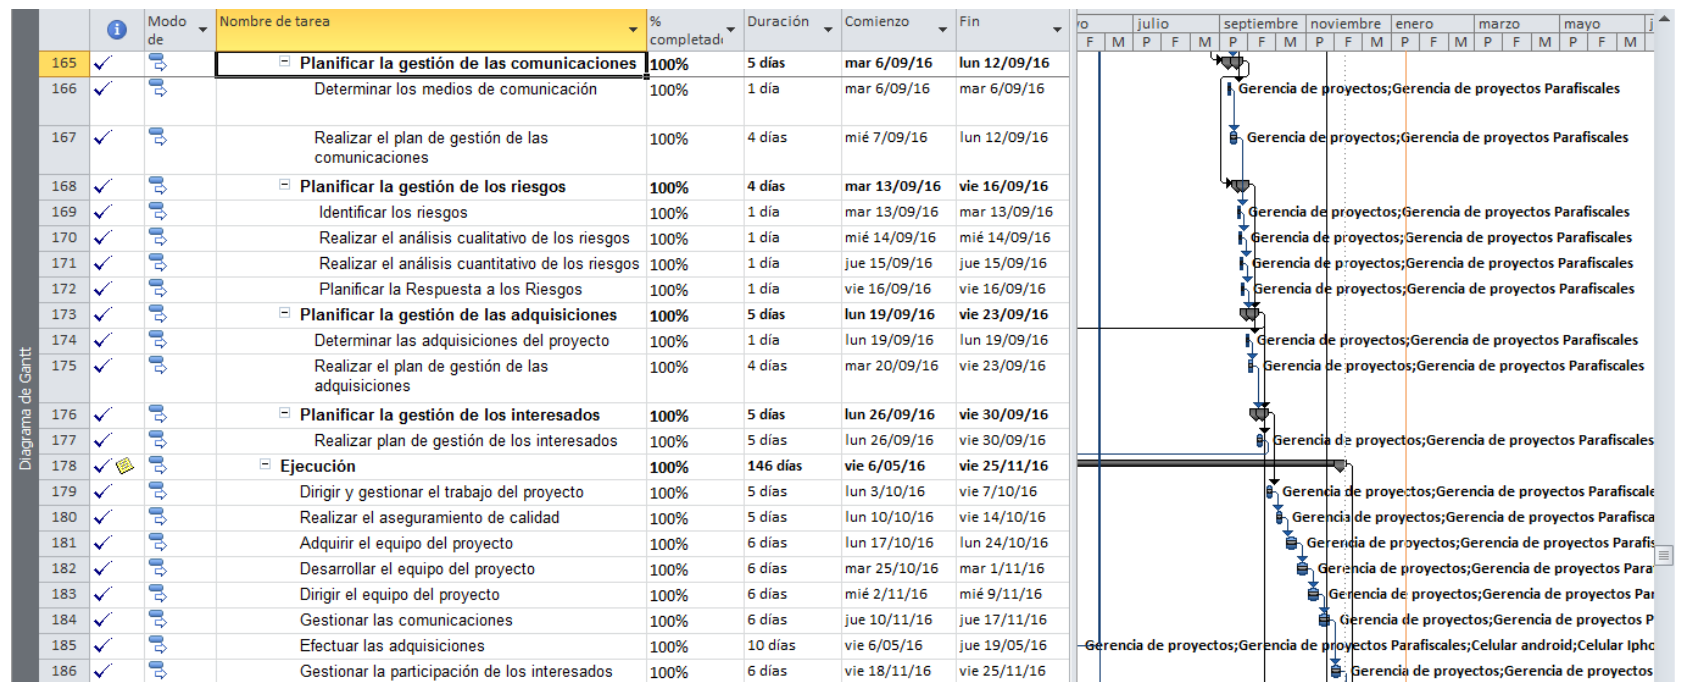 Modo de	Nombre de tarea	% completado	Duración	Comienzo	Fin	julio	septiembre	noviembre	enero	marzo	mayo
F M P F M P F M P F M P F M P F M P F M
165	Planificar la gestión de las comunicaciones	100%	5 días	mar 6/09/16	lun 12/09/16
166	Determinar los medios de comunicación	100%	1 día	mar 6/09/16	mar 6/09/16	Gerencia de proyectos;Gerencia de proyectos Parafiscales
167	Realizar el plan de gestión de las comunicaciones	100%	4 días	mié 7/09/16	lun 12/09/16	Gerencia de proyectos;Gerencia de proyectos Parafiscales
168	Planificar la gestión de los riesgos	100%	4 días	mar 13/09/16	vie 16/09/16
169	Identificar los riesgos	100%	1 día	mar 13/09/16	mar 13/09/16	Gerencia de proyectos;Gerencia de proyectos Parafiscales
170	Realizar el análisis cualitativo de los riesgos	100%	1 día	mié 14/09/16	mié 14/09/16	Gerencia de proyectos;Gerencia de proyectos Parafiscales
171	Realizar el análisis cuantitativo de los riesgos	100%	1 día	jue 15/09/16	jue 15/09/16	Gerencia de proyectos;Gerencia de proyectos Parafiscales
172	Planificar la Respuesta a los Riesgos	100%	1 día	vie 16/09/16	vie 16/09/16	Gerencia de proyectos;Gerencia de proyectos Parafiscales
173	Planificar la gestión de las adquisiciones	100%	5 días	lun 19/09/16	vie 23/09/16
174	Determinar las adquisiciones del proyecto	100%	1 día	lun 19/09/16	lun 19/09/16	Gerencia de proyectos;Gerencia de proyectos Parafiscales
175	Realizar el plan de gestión de las adquisiciones	100%	4 días	mar 20/09/16	vie 23/09/16	Gerencia de proyectos;Gerencia de proyectos Parafiscales
176	Planificar la gestión de los interesados	100%	5 días	lun 26/09/16	vie 30/09/16
177	Realizar plan de gestión de los interesados	100%	5 días	lun 26/09/16	vie 30/09/16	Gerencia de proyectos;Gerencia de proyectos Parafiscales
178	Ejecución	100%	146 días	vie 6/05/16	vie 25/11/16
179	Dirigir y gestionar el trabajo del proyecto	100%	5 días	lun 3/10/16	vie 7/10/16	Gerencia de proyectos;Gerencia de proyectos Parafiscale
180	Realizar el aseguramiento de calidad	100%	5 días	lun 10/10/16	vie 14/10/16	Gerencia de proyectos;Gerencia de proyectos Parafisca
181	Adquirir el equipo del proyecto	100%	6 días	lun 17/10/16	lun 24/10/16	Gerencia de proyectos;Gerencia de proyectos Parafis
182	Desarrollar el equipo del proyecto	100%	6 días	mar 25/10/16	mar 1/11/16	Gerencia de proyectos;Gerencia de proyectos Para
183	Dirigir el equipo del proyecto	100%	6 días	mié 2/11/16	mié 9/11/16	Gerencia de proyectos;Gerencia de proyectos Par
184	Gestionar las comunicaciones	100%	6 días	jue 10/11/16	jue 17/11/16	Gerencia de proyectos;Gerencia de proyectos P
185	Efectuar las adquisiciones	100%	10 días	vie 6/05/16	jue 19/05/16	Gerencia de proyectos;Gerencia de proyectos Parafiscales;Celular android;Celular Ipho
186	Gestionar la participación de los interesados	100%	6 días	vie 18/11/16	vie 25/11/16	Gerencia de proyectos;Gerencia de proyectos
Diagrama de Gantt